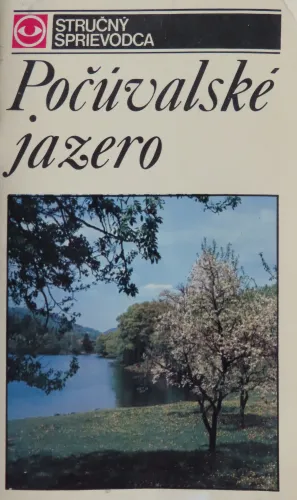 STRUČNÝ
SPRIEVODCA
Počúvalské
jazero